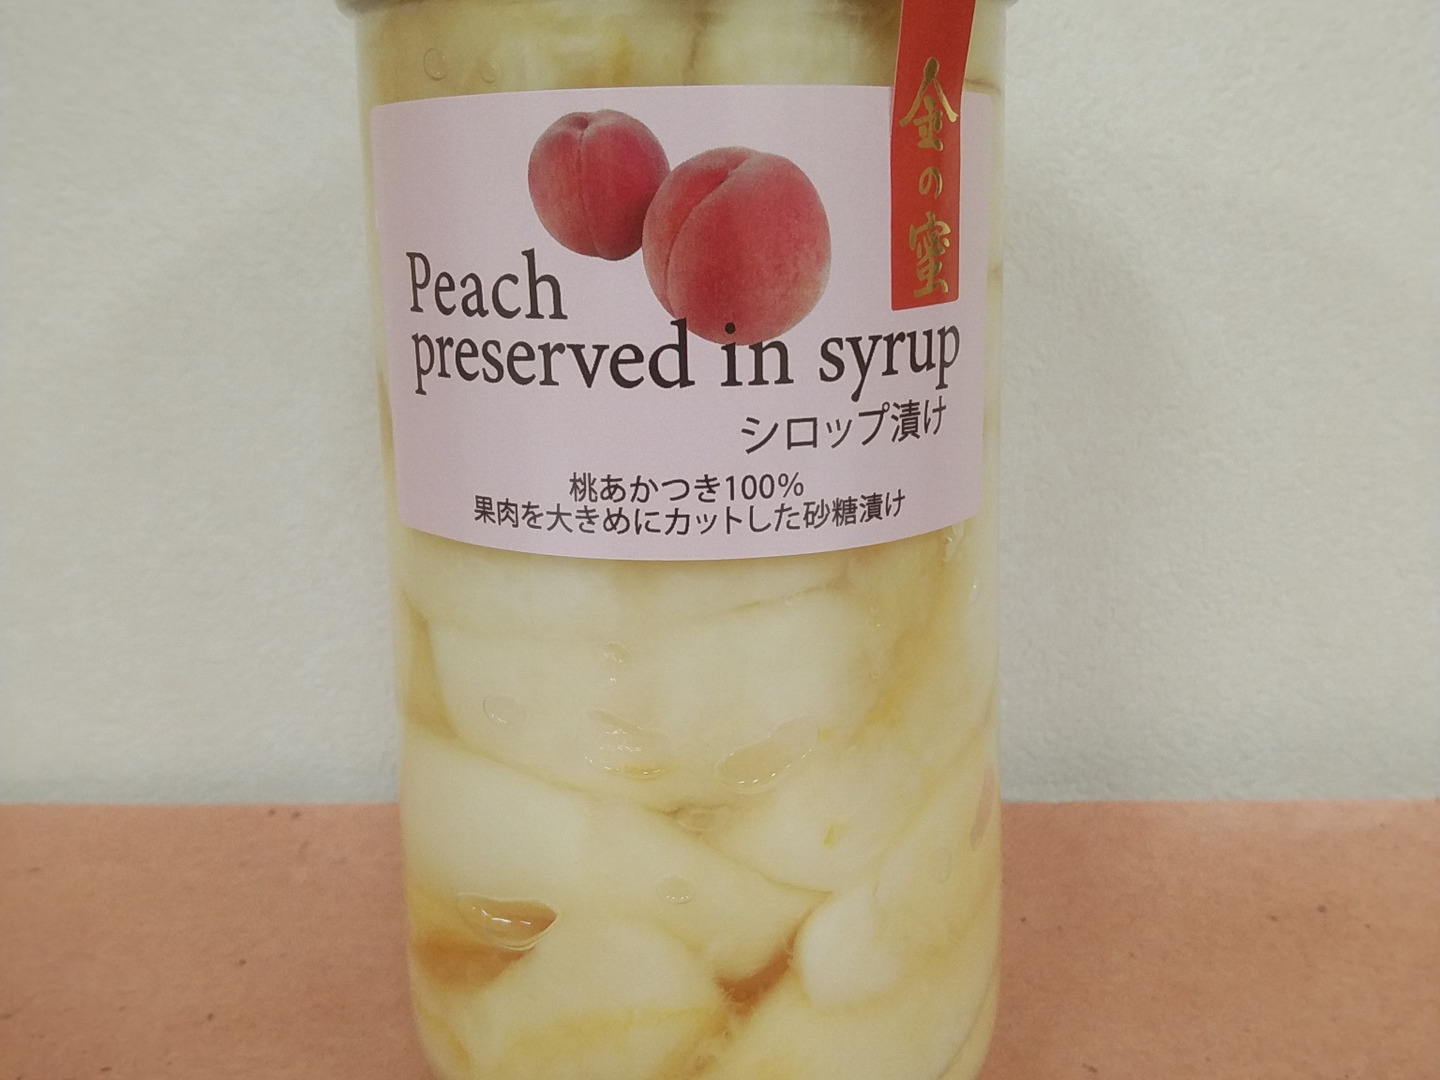 金の蜜
Peach
preserved in syrup
シロップ漬け
桃あかつき100%
果肉を大きめにカットした砂糖漬け